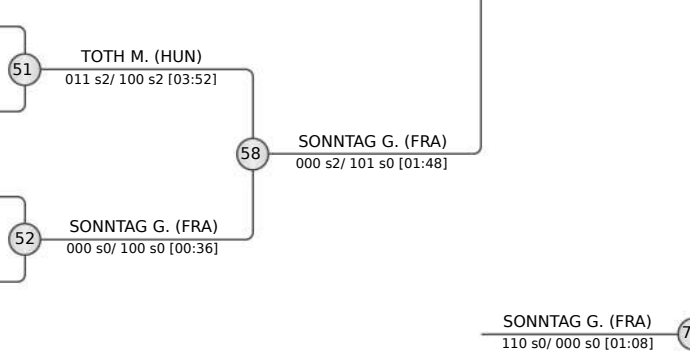 TOTH M. (HUN)
51
011 s2/ 100 s2 [03:52]
SONNTAG G. (FRA)
58
000 s2/ 101 s0 [01:48]
SONNTAG G. (FRA)
52
000 s0/ 100 s0 [00:36]
SONNTAG G. (FRA)
7
110 s0/ 000 s0 [01:08]